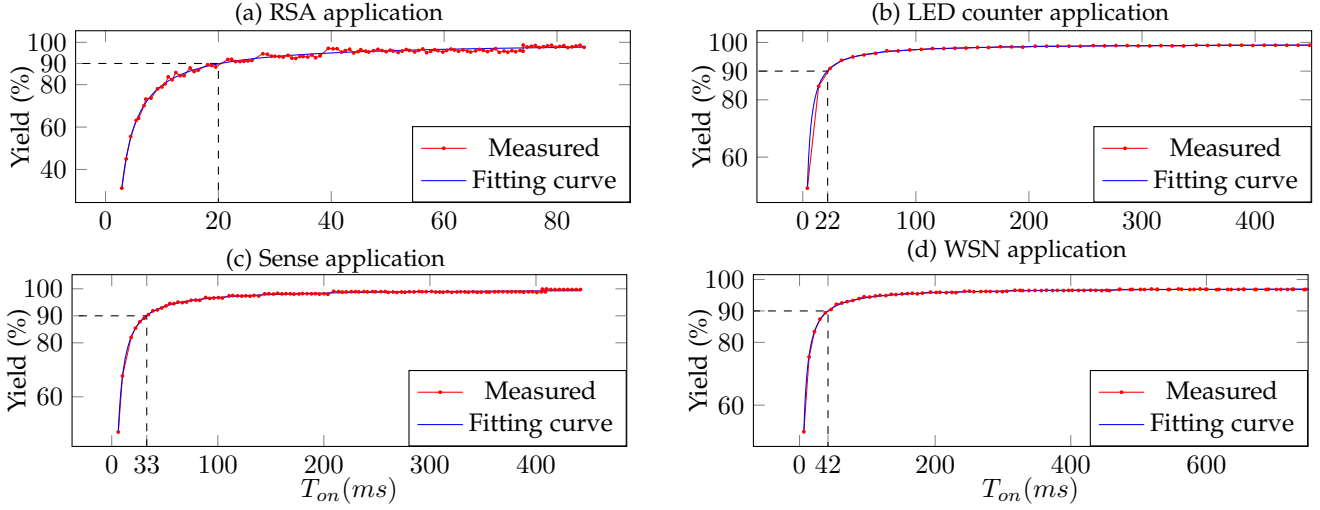 (a) RSA application
Yield (%)
100
90
80
60
40
0 20 40 60 80
Measured
Fitting curve
(b) LED counter application
Yield (%)
100
90
80
60
0 22 100 200 300 400
Measured
Fitting curve
(c) Sense application
Yield (%)
100
90
80
60
0 33 100 200 300 400
T_on(ms)
Measured
Fitting curve
(d) WSN application
Yield (%)
100
90
80
60
0 42 200 400 600
T_on(ms)
Measured
Fitting curve